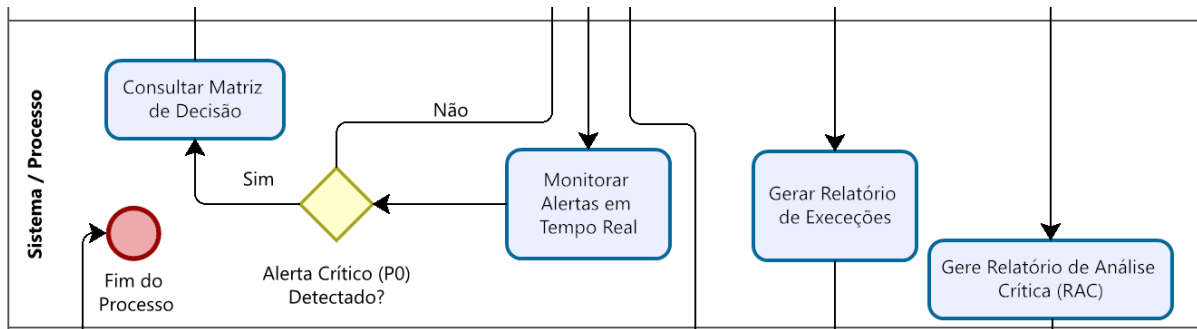 Sistema / Processo
Consultar Matriz
de Decisão
Não
Sim
Monitorar
Alertas em
Tempo Real
Alerta Crítico (P0)
Detectado?
Fim do
Processo
Gerar Relatório
de Execeções
Gere Relatório de Análise
Crítica (RAC)